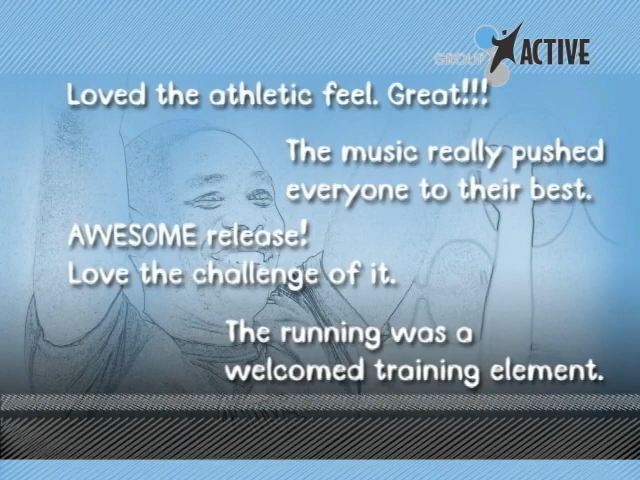 GROUP ACTIVE
Loved the athletic feel. Great!!!
The music really pushed
everyone to their best.
AWESOME release!
Love the challenge of it.
The running was a
welcomed training element.